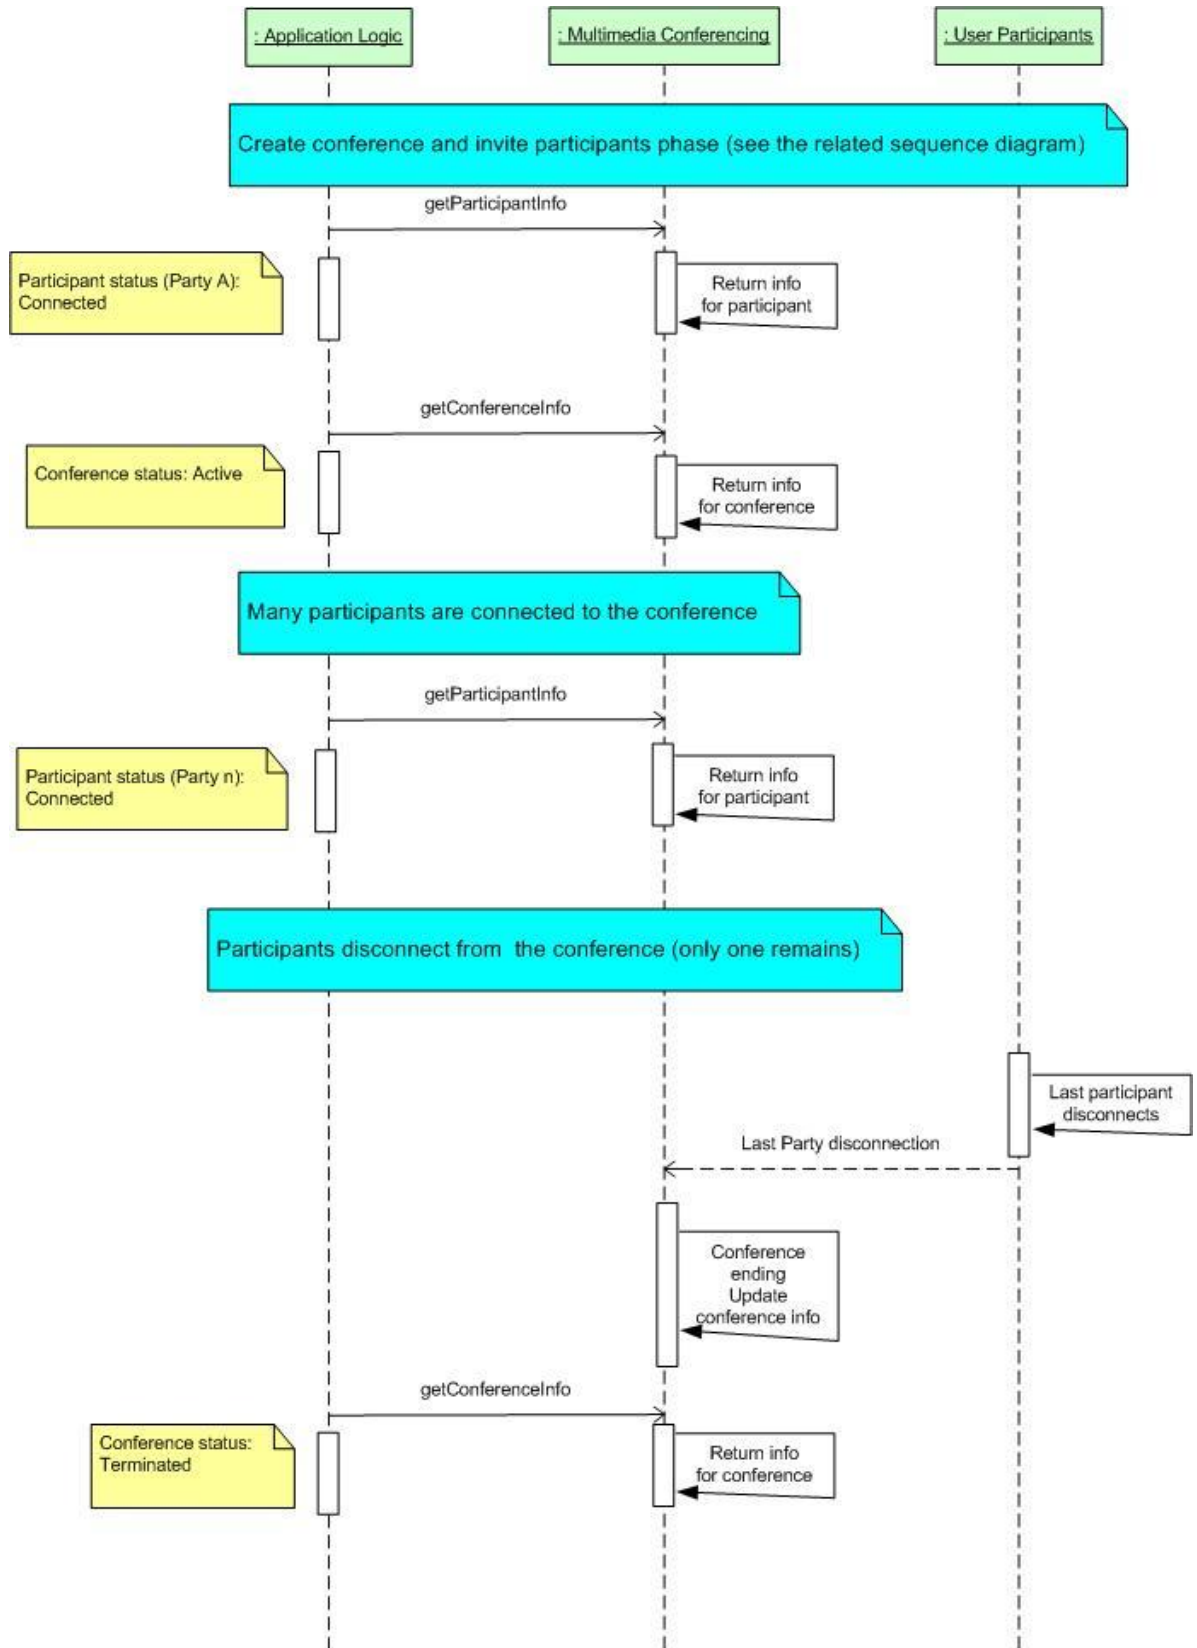 : Application Logic
: Multimedia Conferencing
: User Participants
Create conference and invite participants phase (see the related sequence diagram)
getParticipantInfo
Participant status (Party A):
Connected
Return info
for participant
getConferenceInfo
Conference status: Active
Return info
for conference
Many participants are connected to the conference
getParticipantInfo
Participant status (Party n):
Connected
Return info
for participant
Participants disconnect from the conference (only one remains)
Last participant
disconnects
Last Party disconnection
Conference
ending
Update
conference info
getConferenceInfo
Conference status:
Terminated
Return info
for conference